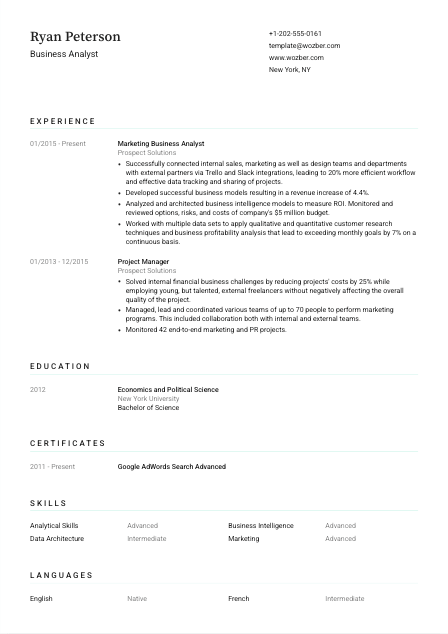 Ryan Peterson
Business Analyst
+1-202-555-0161
template@wozber.com
www.wozber.com
New York, NY
EXPERIENCE
01/2015 - Present
Marketing Business Analyst
Prospect Solutions
• Successfully connected internal sales, marketing as well as design teams and departments
with external partners via Trello and Slack integrations, leading to 20% more efficient workflow
and effective data tracking and sharing of projects.
• Developed successful business models resulting in a revenue increase of 4.4%.
• Analyzed and architected business intelligence models to measure ROI. Monitored and
reviewed options, risks, and costs of company's $5 million budget.
• Worked with multiple data sets to apply qualitative and quantitative customer research
techniques and business profitability analysis that lead to exceeding monthly goals by 7% on a
continuous basis.
01/2013 - 12/2015
Project Manager
Prospect Solutions
• Solved internal financial business challenges by reducing projects' costs by 25% while
employing young, but talented, external freelancers without negatively affecting the overall
quality of the project.
• Managed, lead and coordinated various teams of up to 70 people to perform marketing
programs. This included collaboration both with internal and external teams.
• Monitored 42 end-to-end marketing and PR projects.
EDUCATION
2012
Economics and Political Science
New York University
Bachelor of Science
CERTIFICATES
2011 - Present
Google AdWords Search Advanced
SKILLS
Analytical Skills Advanced Business Intelligence Advanced
Data Architecture Intermediate Marketing Advanced
LANGUAGES
English Native French Intermediate